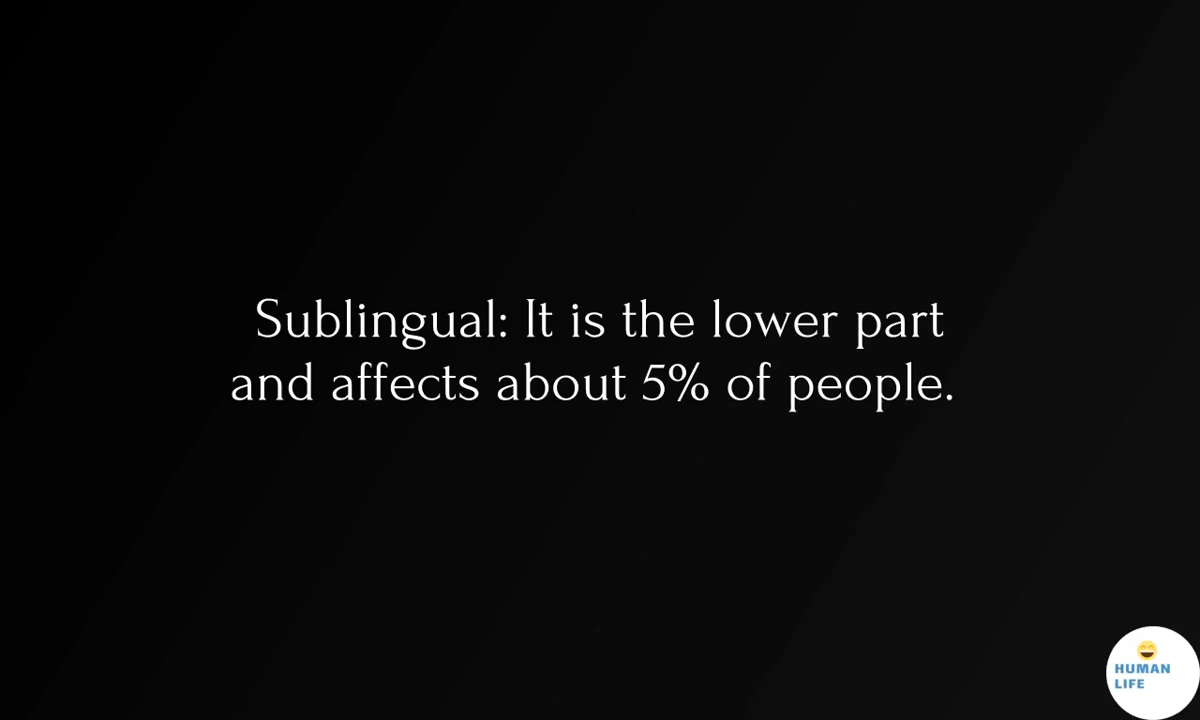 Sublingual: It is the lower part
and affects about 5% of people.
HUMAN
LIFE